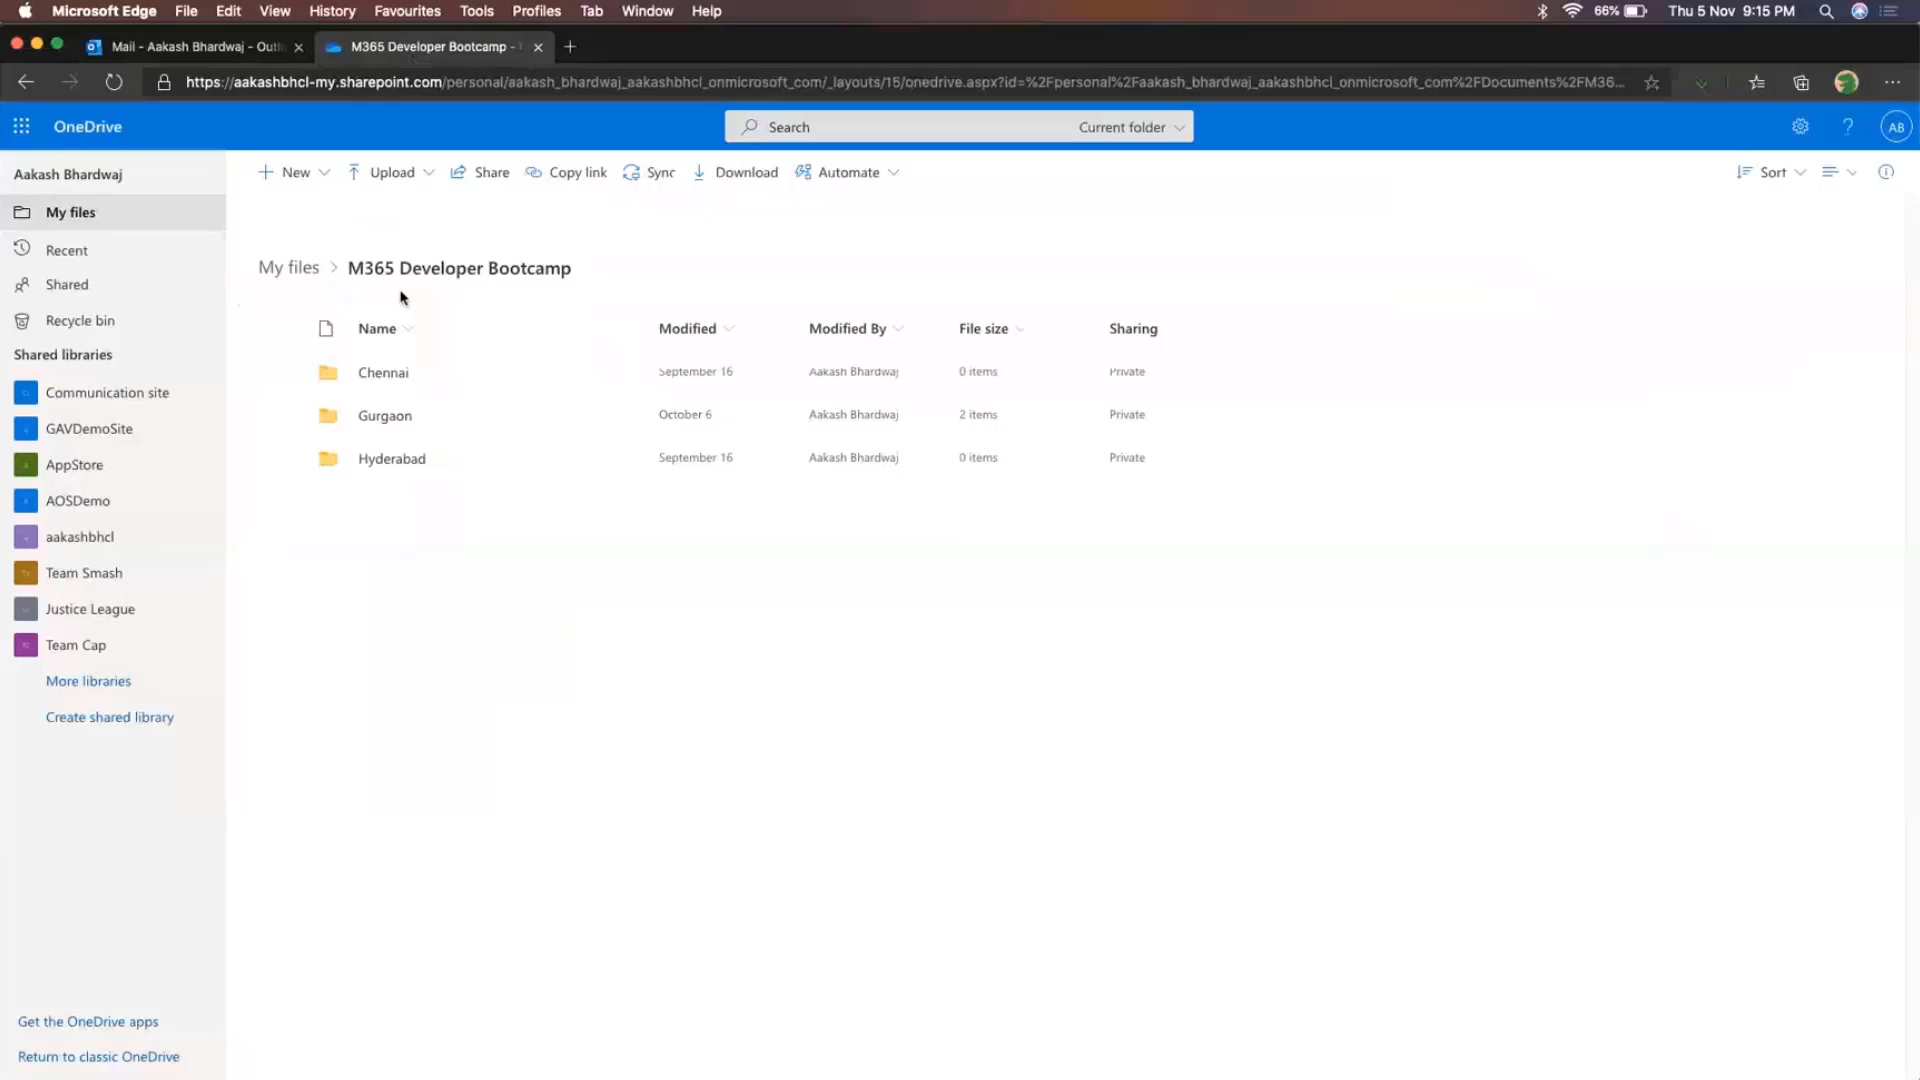 Microsoft Edge File Edit View History Favourites Tools Profiles Tab Window Help 66% Thu 5 Nov 9:15 PM
Mail - Aakash Bhardwaj - Outl M365 Developer Bootcamp -
https://aakashbhcl-my.sharepoint.com/personal/aakash_bhardwaj_aakashbhcl_onmicrosoft_com/_layouts/15/onedrive.aspx?id=%2Fpersonal%2Faakash_bhardwaj_aakashbhcl_onmicrosoft_com%2FDocuments%2FM36...
OneDrive Search Current folder ? AB
Aakash Bhardwaj
New Upload Share Copy link Sync Download Automate Sort
My files
Recent
Shared
Recycle bin
Shared libraries
Communication site
GAVDemoSite
AppStore
AOSDemo
aakashbhcl
Team Smash
Justice League
Team Cap
More libraries
Create shared library
Get the OneDrive apps
Return to classic OneDrive
My files > M365 Developer Bootcamp
Name Modified Modified By File size Sharing
Chennai September 16 Aakash Bhardwaj 0 items Private
Gurgaon October 6 Aakash Bhardwaj 2 items Private
Hyderabad September 16 Aakash Bhardwaj 0 items Private